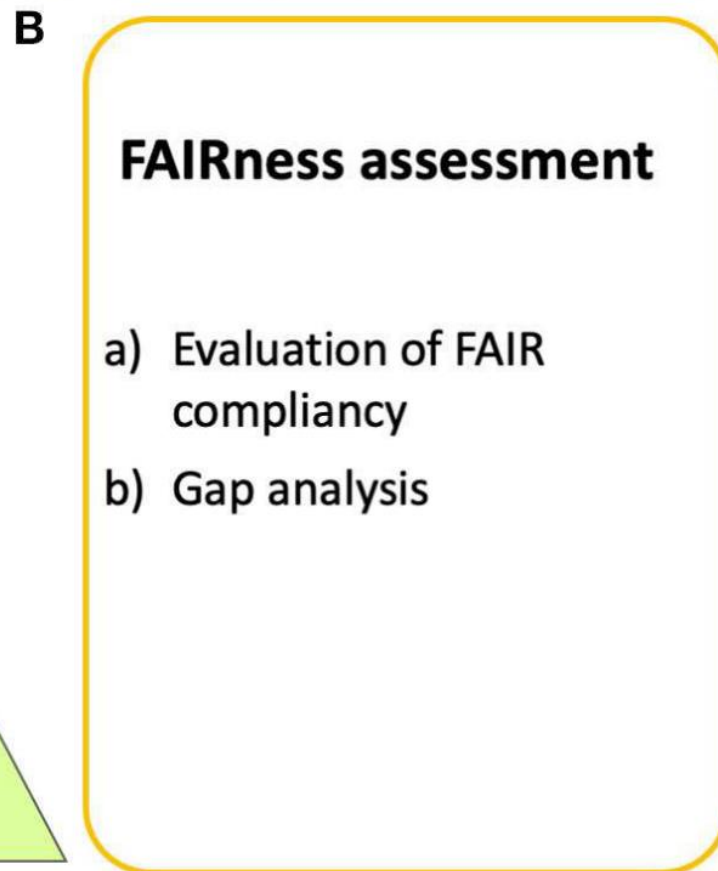 B
FAIRness assessment
a) Evaluation of FAIR
compliancy
b) Gap analysis